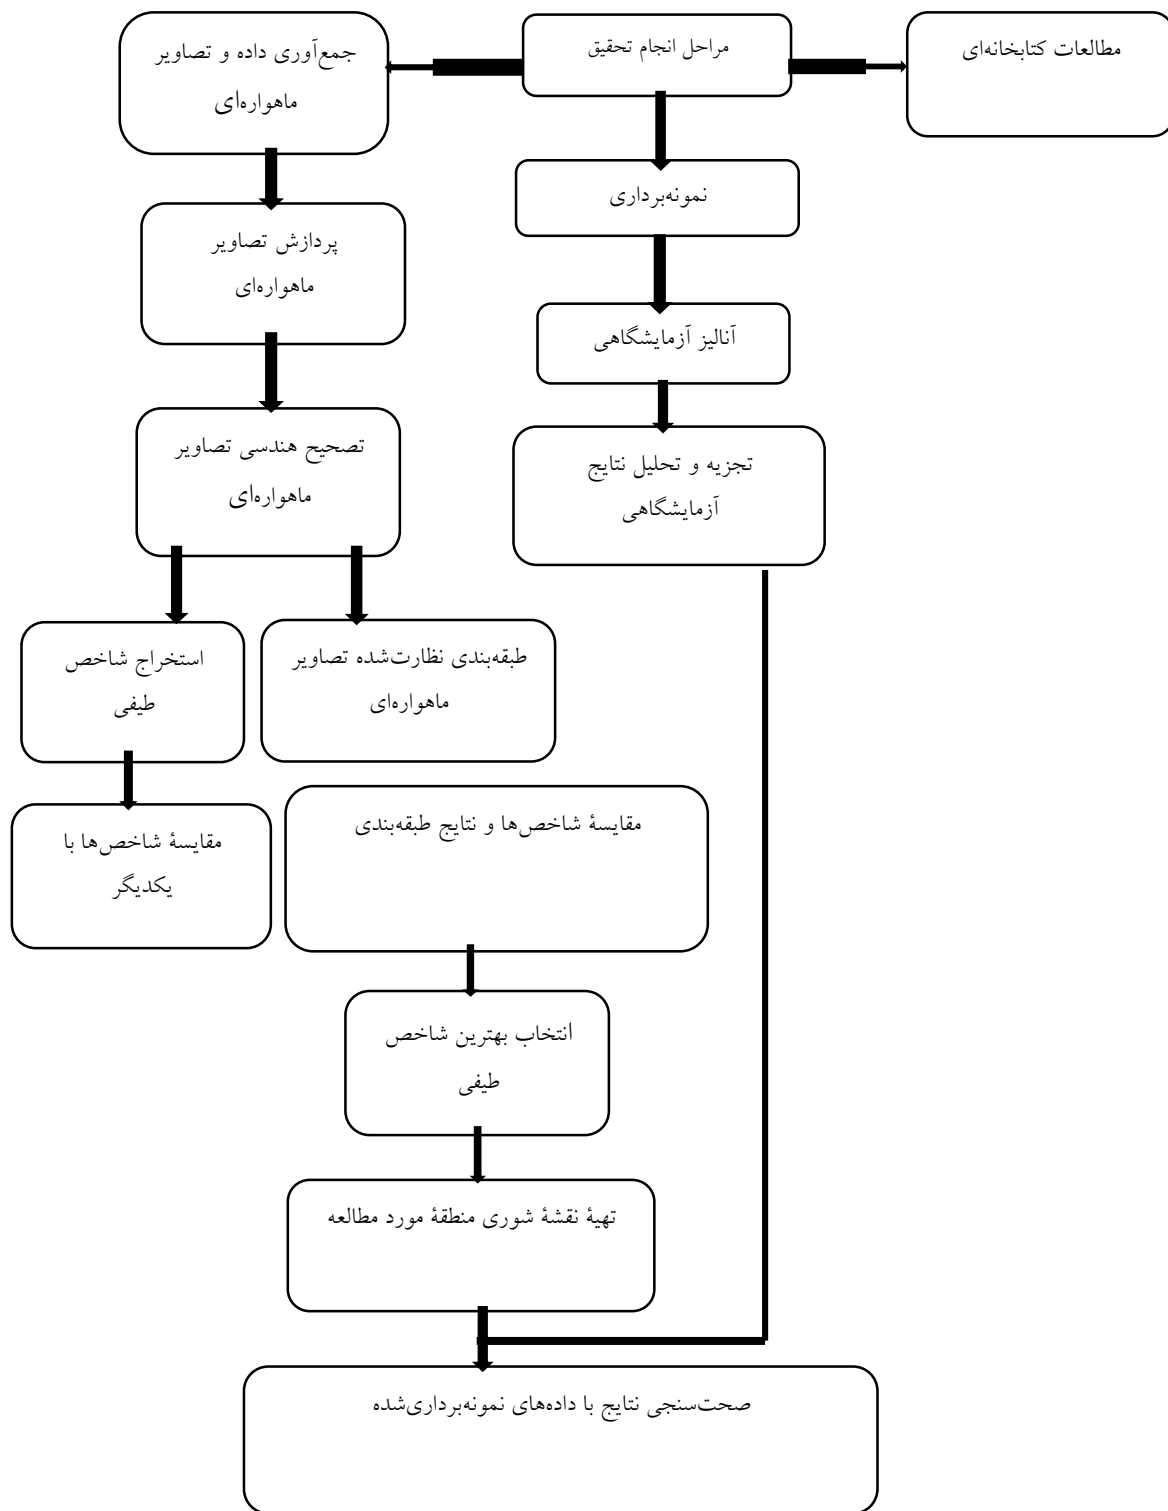 مراحل انجام تحقیق
مطالعات کتابخانه‌ای
جمع‌آوری داده و تصاویر
ماهواره‌ای
نمونه‌برداری
پردازش تصاویر
ماهواره‌ای
آنالیز آزمایشگاهی
تصحیح هندسی تصاویر
ماهواره‌ای
تجزیه و تحلیل نتایج
آزمایشگاهی
طبقه‌بندی نظارت‌شده تصاویر
ماهواره‌ای
استخراج شاخص
طیفی
مقایسهٔ شاخص‌ها و نتایج طبقه‌بندی
مقایسهٔ شاخص‌ها با
یکدیگر
انتخاب بهترین شاخص
طیفی
تهیهٔ نقشهٔ شوری منطقهٔ مورد مطالعه
صحت‌سنجی نتایج با داده‌های نمونه‌برداری‌شده